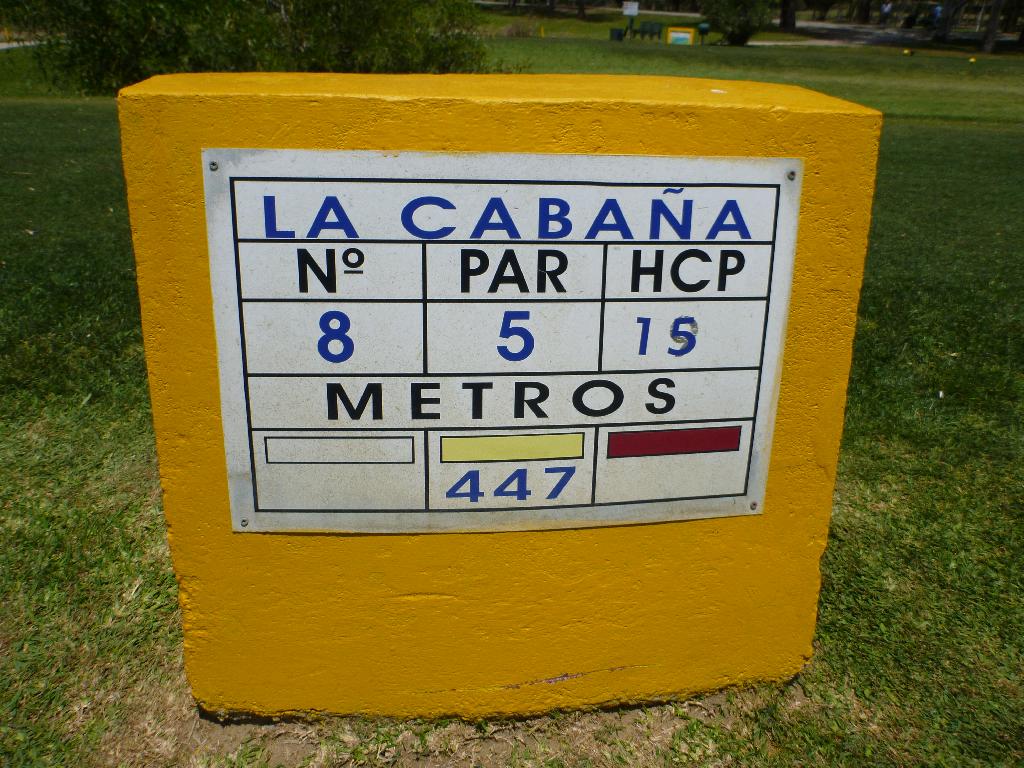 LA CABAÑA
Nº PAR HCP
8 5 15
METROS
447